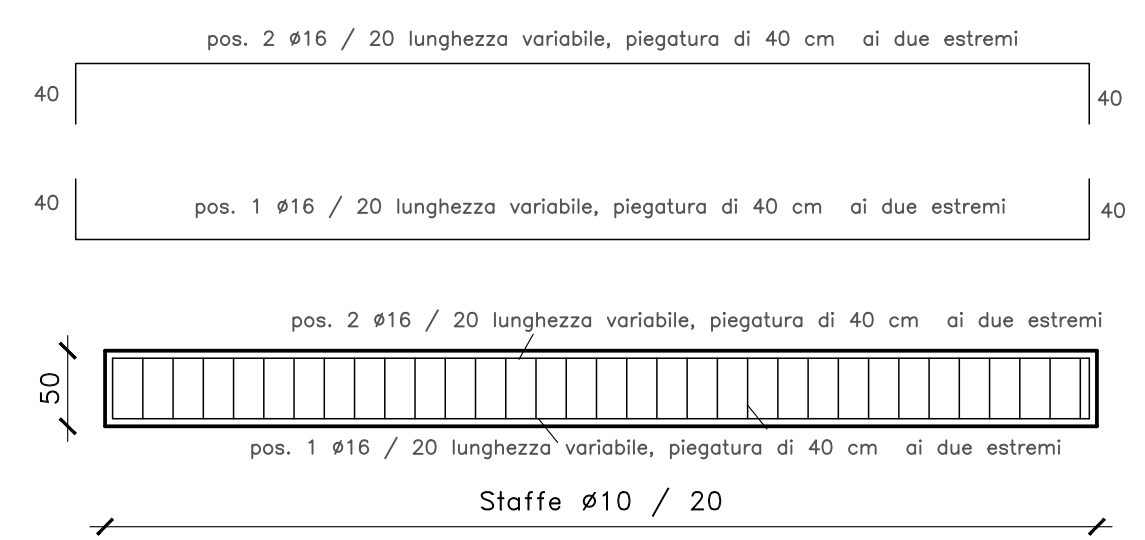 pos. 2 ø16 / 20 lunghezza variabile, piegatura di 40 cm ai due estremi
40
40
40
pos. 1 ø16 / 20 lunghezza variabile, piegatura di 40 cm ai due estremi
40
pos. 2 ø16 / 20 lunghezza variabile, piegatura di 40 cm ai due estremi
50
pos. 1 ø16 / 20 lunghezza variabile, piegatura di 40 cm ai due estremi
Staffe ø10 / 20